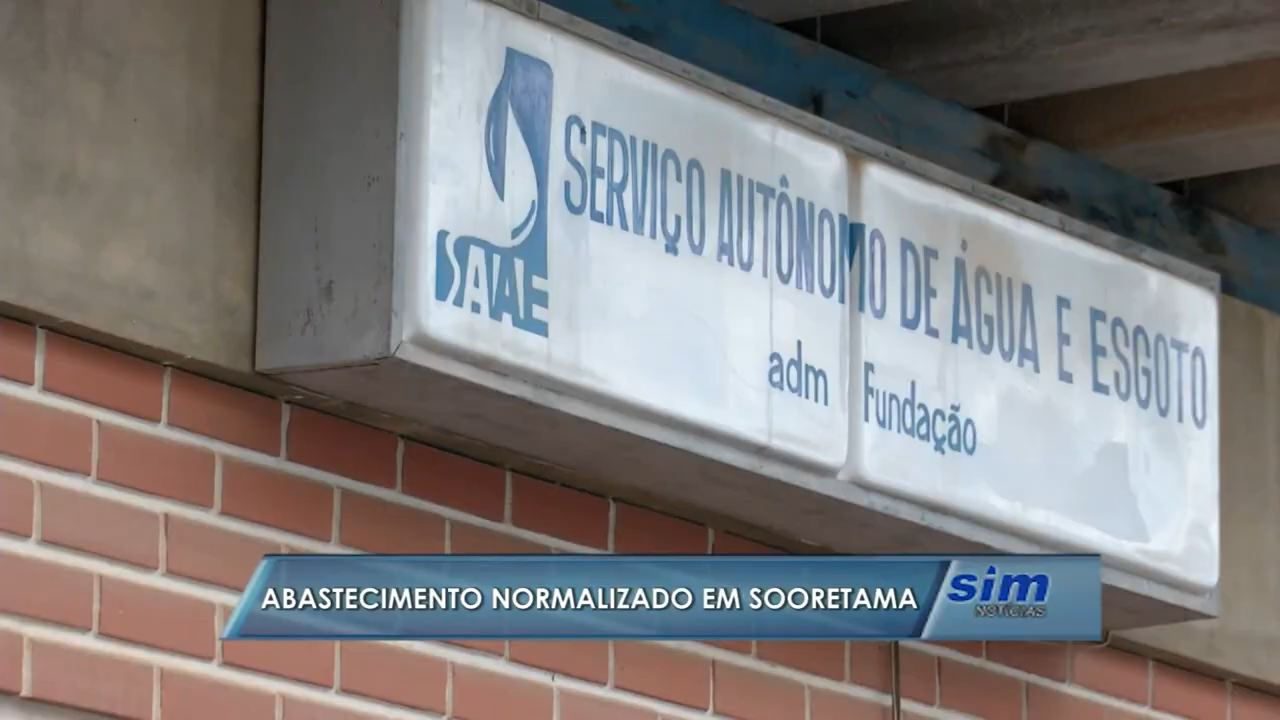 SERVIÇO AUTÔNOMO DE ÁGUA E ESGOTO
SAAE
adm Fundação
ABASTECIMENTO NORMALIZADO EM SOORETAMA
sim
NOTÍCIAS